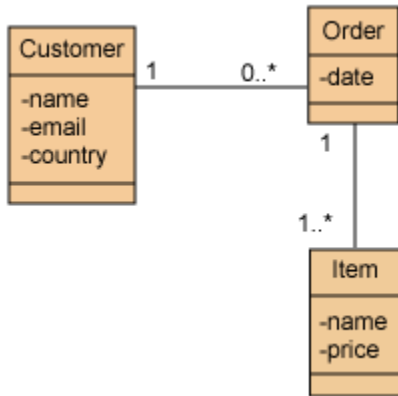 Customer
-name
-email
-country
1
0..*
Order
-date
1
1..*
Item
-name
-price